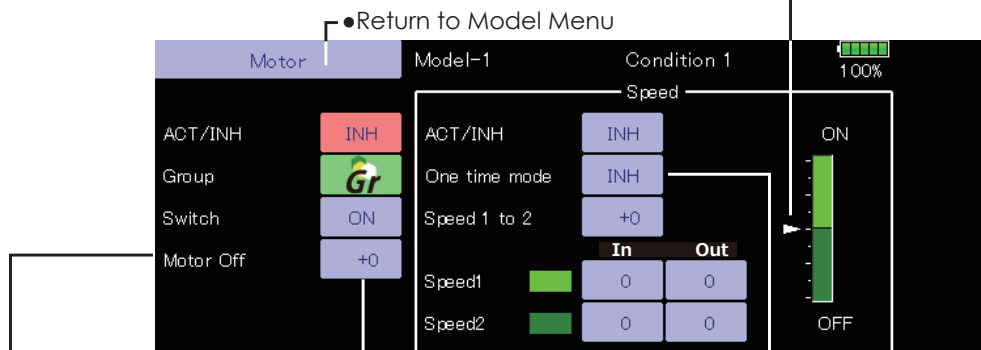 ●Return to Model Menu
Motor Model-1 Condition 1 100%
Speed
ACT/INH INH ACT/INH INH ON
Group Gr One time mode INH
Switch ON Speed 1 to 2 +0
Motor Off +0 In Out
Speed1 0 0
Speed2 0 0 OFF